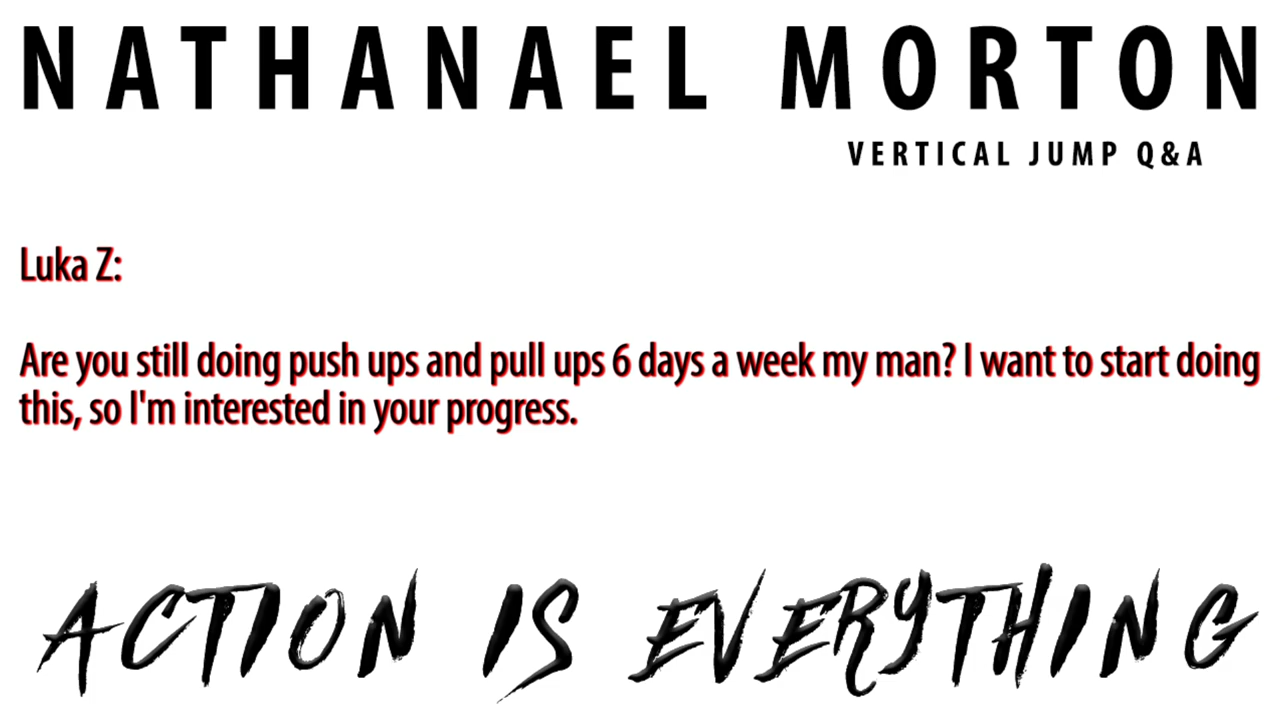 NATHANAEL MORTON
VERTICAL JUMP Q&A
Luka Z:
Are you still doing push ups and pull ups 6 days a week my man? I want to start doing
this, so I'm interested in your progress.
ACTION IS EVERYTHING